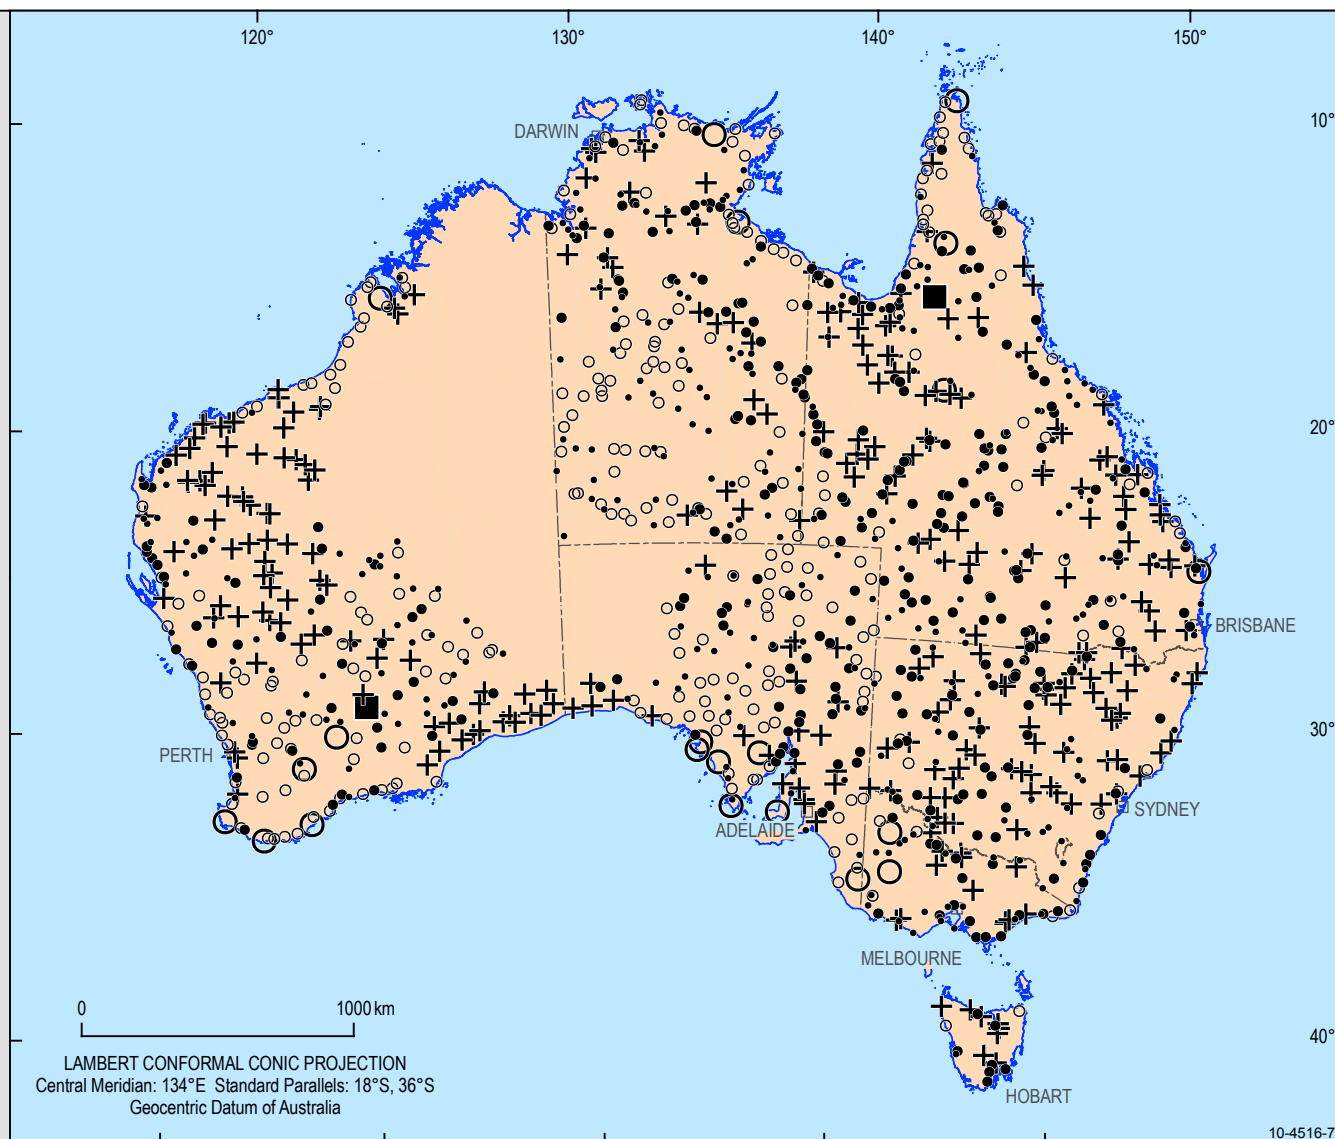 120°
130°
140°
150°
DARWIN
10°
20°
BRISBANE
30°
PERTH
SYDNEY
ADELAIDE
MELBOURNE
0
1000 km
40°
LAMBERT CONFORMAL CONIC PROJECTION
Central Meridian: 134°E Standard Parallels: 18°S, 36°S
Geocentric Datum of Australia
HOBART
10-4516-7